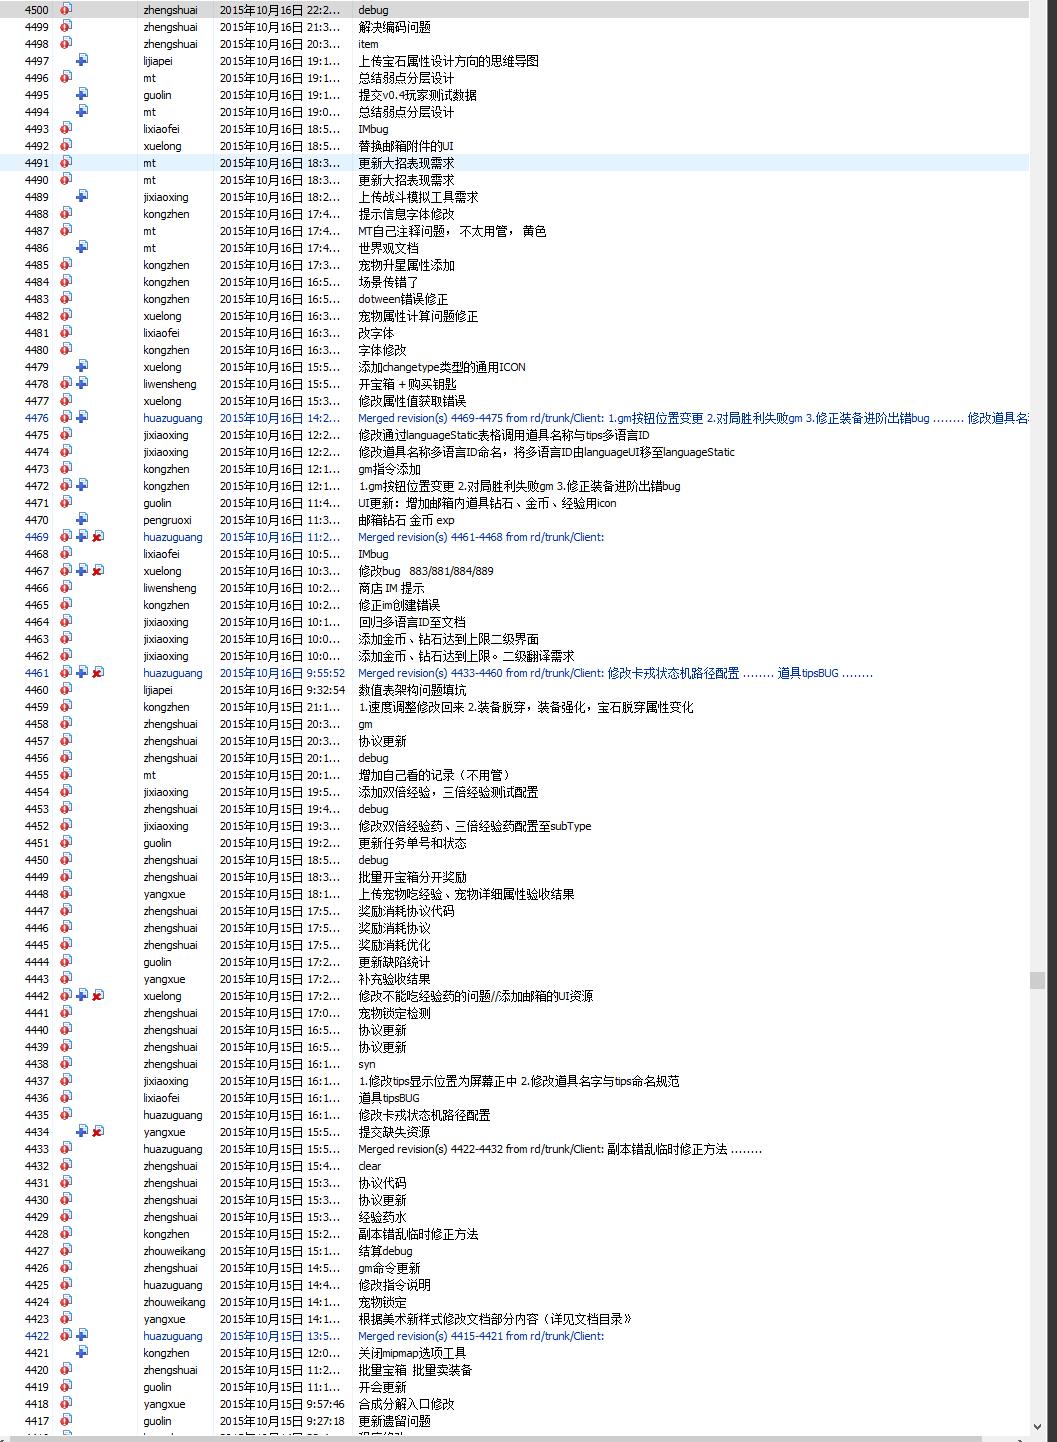 4500 zhengshuai 2015年10月16日 22:2... debug
4499 zhengshuai 2015年10月16日 21:3... 解决编码问题
4498 zhengshuai 2015年10月16日 20:3... item
4497 lijiapei 2015年10月16日 19:1... 上传宝石属性设计方向的思维导图
4496 mt 2015年10月16日 19:1... 总结弱点分层设计
4495 guolin 2015年10月16日 19:1... 提交v0.4玩家测试数据
4494 mt 2015年10月16日 19:0... 总结弱点分层设计
4493 lixiaofei 2015年10月16日 18:5... IMbug
4492 xuelong 2015年10月16日 18:5... 替换邮箱附件的UI
4491 mt 2015年10月16日 18:3... 更新大招表现需求
4490 mt 2015年10月16日 18:3... 更新大招表现需求
4489 jixiaoxing 2015年10月16日 18:2... 上传战斗模拟工具需求
4488 kongzhen 2015年10月16日 17:4... 提示信息字体修改
4487 mt 2015年10月16日 17:4... MT自己注释问题， 不太用管， 黄色
4486 mt 2015年10月16日 17:4... 世界观文档
4485 kongzhen 2015年10月16日 17:3... 宠物升星属性添加
4484 kongzhen 2015年10月16日 16:5... 场景传错了
4483 kongzhen 2015年10月16日 16:5... dotween错误修正
4482 xuelong 2015年10月16日 16:3... 宠物属性计算问题修正
4481 lixiaofei 2015年10月16日 16:3... 改字体
4480 kongzhen 2015年10月16日 16:3... 字体修改
4479 xuelong 2015年10月16日 15:5... 添加changetype类型的通用ICON
4478 liwensheng 2015年10月16日 15:5... 开宝箱 + 购买钥匙
4477 xuelong 2015年10月16日 15:3... 修改属性值获取错误
4476 huazuguang 2015年10月16日 14:2... Merged revision(s) 4469-4475 from rd/trunk/Client: 1.gm按钮位置变更 2.对局胜利失败gm 3.修正装备进阶出错bug ........ 修改道具名
4475 jixiaoxing 2015年10月16日 12:2... 修改通过languageStatic表格调用道具名称与tips多语言ID
4474 jixiaoxing 2015年10月16日 12:2... 修改道具名称多语言ID命名，将多语言ID由languageUI移至languageStatic
4473 kongzhen 2015年10月16日 12:1... gm指令添加
4472 kongzhen 2015年10月16日 12:1... 1.gm按钮位置变更 2.对局胜利失败gm 3.修正装备进阶出错bug
4471 guolin 2015年10月16日 11:4... UI更新：增加邮箱内道具钻石、金币、经验用icon
4470 pengruoxi 2015年10月16日 11:3... 邮箱钻石 金币 exp
4469 huazuguang 2015年10月16日 11:2... Merged revision(s) 4461-4468 from rd/trunk/Client:
4468 lixiaofei 2015年10月16日 10:5... IMbug
4467 xuelong 2015年10月16日 10:3... 修改bug 883/881/884/889
4466 liwensheng 2015年10月16日 10:2... 商店 IM 提示
4465 kongzhen 2015年10月16日 10:2... 修正im创建错误
4464 jixiaoxing 2015年10月16日 10:1... 回归多语言ID至文档
4463 jixiaoxing 2015年10月16日 10:0... 添加金币、钻石达到上限二级界面
4462 jixiaoxing 2015年10月16日 10:0... 添加金币、钻石达到上限。二级翻译需求
4461 huazuguang 2015年10月16日 9:55:52 Merged revision(s) 4433-4460 from rd/trunk/Client: 修改卡戎状态机路径配置 ........ 道具tipsBUG ........
4460 lijiapei 2015年10月16日 9:32:54 数值表架构问题填坑
4459 kongzhen 2015年10月15日 21:1... 1.速度调整修改回来 2.装备脱穿，装备强化，宝石脱穿属性变化
4458 zhengshuai 2015年10月15日 20:3... gm
4457 zhengshuai 2015年10月15日 20:3... 协议更新
4456 zhengshuai 2015年10月15日 20:1... debug
4455 mt 2015年10月15日 20:1... 增加自己看的记录（不用管）
4454 jixiaoxing 2015年10月15日 19:5... 添加双倍经验，三倍经验测试配置
4453 zhengshuai 2015年10月15日 19:4... debug
4452 jixiaoxing 2015年10月15日 19:3... 修改双倍经验药、三倍经验药配置至subType
4451 guolin 2015年10月15日 19:2... 更新任务单号和状态
4450 zhengshuai 2015年10月15日 18:5... debug
4449 zhengshuai 2015年10月15日 18:3... 批量开宝箱分开奖励
4448 yangxue 2015年10月15日 18:1... 上传宠物吃经验、宠物详细属性验收结果
4447 zhengshuai 2015年10月15日 17:5... 奖励消耗协议代码
4446 zhengshuai 2015年10月15日 17:5... 奖励消耗协议
4445 zhengshuai 2015年10月15日 17:5... 奖励消耗优化
4444 guolin 2015年10月15日 17:2... 更新缺陷统计
4443 yangxue 2015年10月15日 17:2... 补充验收结果
4442 xuelong 2015年10月15日 17:2... 修改不能吃经验药的问题//添加邮箱的UI资源
4441 zhengshuai 2015年10月15日 17:0... 宠物锁定检测
4440 zhengshuai 2015年10月15日 16:5... 协议更新
4439 zhengshuai 2015年10月15日 16:5... 协议更新
4438 zhengshuai 2015年10月15日 16:1... syn
4437 jixiaoxing 2015年10月15日 16:1... 1.修改tips显示位置为屏幕正中 2.修改道具名字与tips命名规范
4436 lixiaofei 2015年10月15日 16:1... 道具tipsBUG
4435 huazuguang 2015年10月15日 16:1... 修改卡戎状态机路径配置
4434 yangxue 2015年10月15日 15:5... 提交缺失资源
4433 huazuguang 2015年10月15日 15:5... Merged revision(s) 4422-4432 from rd/trunk/Client: 副本错乱临时修正方法 ........
4432 zhengshuai 2015年10月15日 15:4... clear
4431 zhengshuai 2015年10月15日 15:3... 协议代码
4430 zhengshuai 2015年10月15日 15:3... 协议更新
4429 zhengshuai 2015年10月15日 15:3... 经验药水
4428 kongzhen 2015年10月15日 15:2... 副本错乱临时修正方法
4427 zhouweikang 2015年10月15日 15:1... 结算debug
4426 zhengshuai 2015年10月15日 14:5... gm命令更新
4425 huazuguang 2015年10月15日 14:4... 修改指令说明
4424 zhouweikang 2015年10月15日 14:1... 宠物锁定
4423 yangxue 2015年10月15日 14:1... 根据美术新样式修改文档部分内容（详见文档目录》
4422 huazuguang 2015年10月15日 13:5... Merged revision(s) 4415-4421 from rd/trunk/Client:
4421 kongzhen 2015年10月15日 12:0... 关闭mipmap选项工具
4420 zhengshuai 2015年10月15日 11:2... 批量宝箱 批量卖装备
4419 guolin 2015年10月15日 11:1... 开会更新
4418 yangxue 2015年10月15日 9:57:46 合成分解入口修改
4417 guolin 2015年10月15日 9:27:18 更新遗留问题